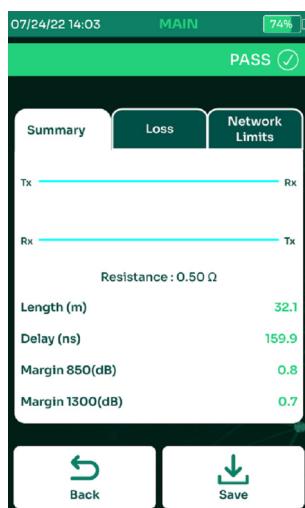 07/24/22 14:03 MAIN 74%
PASS
Summary Loss Network Limits
Tx Rx
Rx Tx
Resistance : 0.50 Ω
Length (m) 32.1
Delay (ns) 159.9
Margin 850(dB) 0.8
Margin 1300(dB) 0.7
Back Save